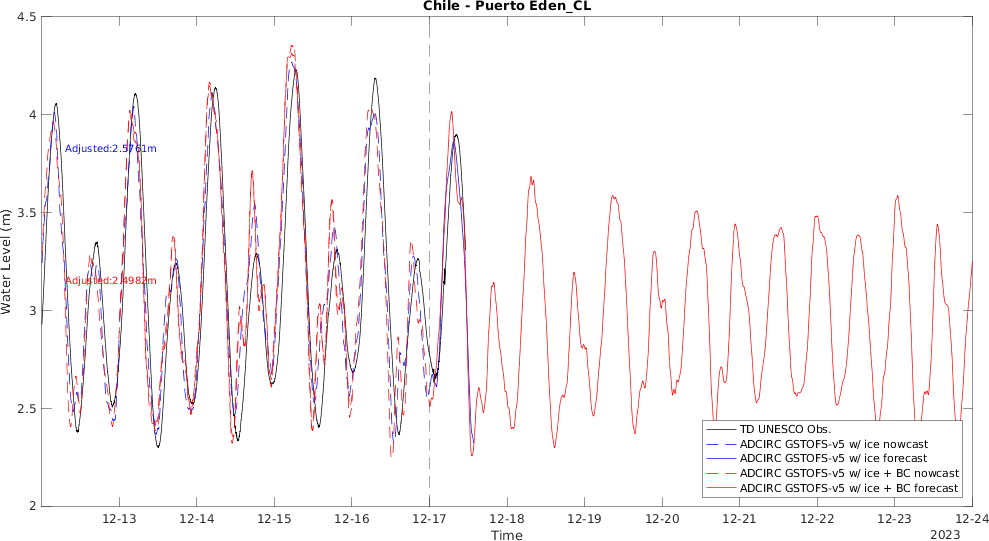 Chile - Puerto Eden_CL
4.5
4
3.5
3
2.5
2
Water Level (m)
Adjusted:2.5761m
Adjusted:2.4982m
TD UNESCO Obs.
ADCIRC GSTOFS-v5 w/ ice nowcast
ADCIRC GSTOFS-v5 w/ ice forecast
ADCIRC GSTOFS-v5 w/ ice + BC nowcast
ADCIRC GSTOFS-v5 w/ ice + BC forecast
12-13 12-14 12-15 12-16 12-17 12-18 12-19 12-20 12-21 12-22 12-23 12-24
Time
2023